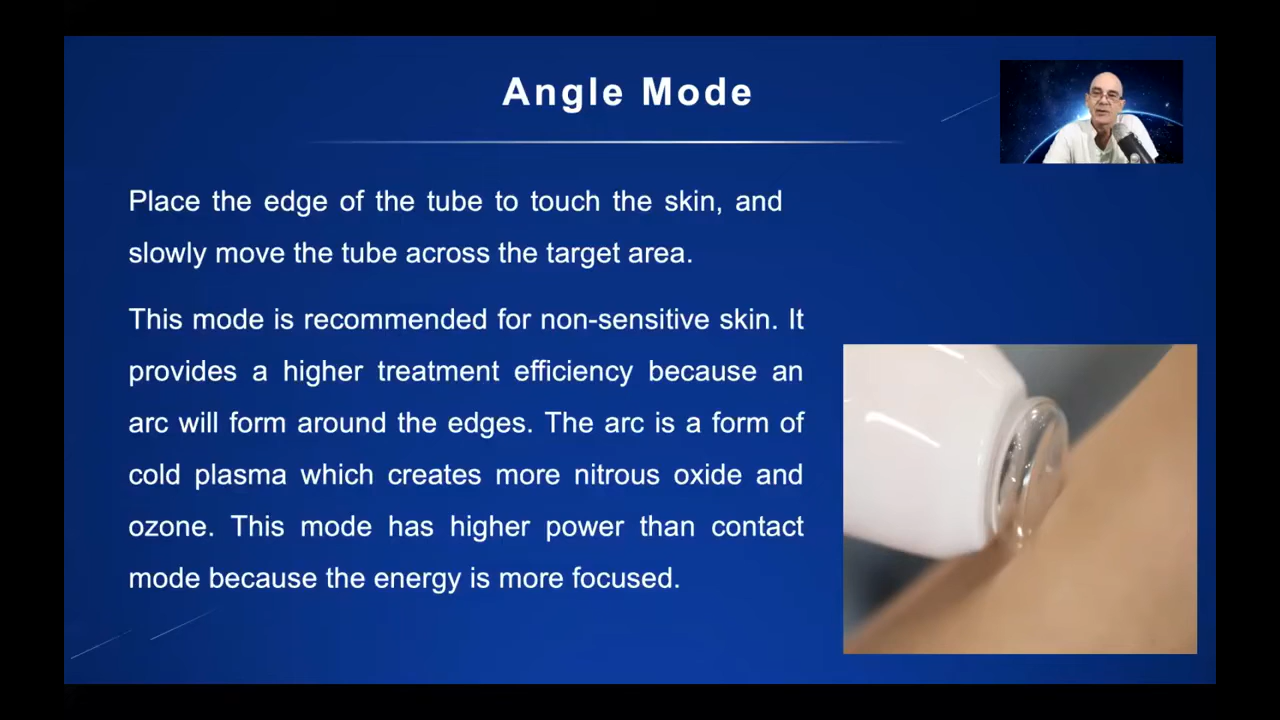 Angle Mode
Place the edge of the tube to touch the skin, and
slowly move the tube across the target area.
This mode is recommended for non-sensitive skin. It
provides a higher treatment efficiency because an
arc will form around the edges. The arc is a form of
cold plasma which creates more nitrous oxide and
ozone. This mode has higher power than contact
mode because the energy is more focused.